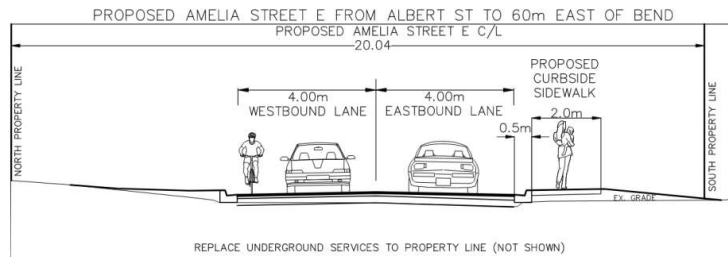 PROPOSED AMELIA STREET E FROM ALBERT ST TO 60m EAST OF BEND
PROPOSED AMELIA STREET E C/L
20.04
NORTH PROPERTY LINE
4.00m
WESTBOUND LANE
4.00m
EASTBOUND LANE
0.5m
PROPOSED
CURBSIDE
SIDEWALK
2.0m
SOUTH PROPERTY LINE
EX. GRADE
REPLACE UNDERGROUND SERVICES TO PROPERTY LINE (NOT SHOWN)